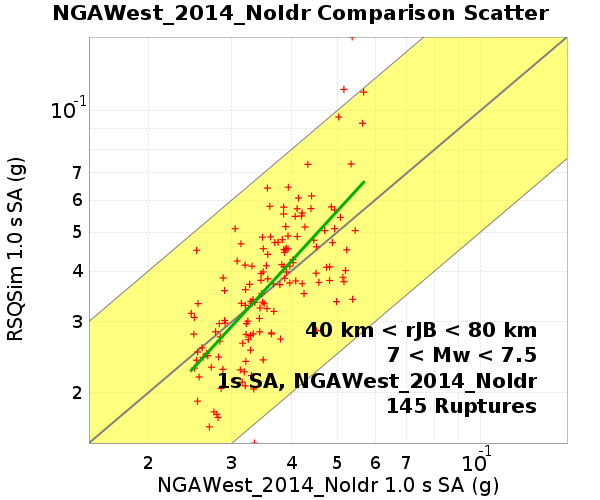 NGAWest_2014_NoIdr Comparison Scatter
RSQSim 1.0 s SA (g)
10-1
7
6
5
4
3
2
40 km < rJB < 80 km
7 < Mw < 7.5
1s SA, NGAWest_2014_NoIdr
145 Ruptures
2 3 4 5 6 7 10-1
NGAWest_2014_NoIdr 1.0 s SA (g)